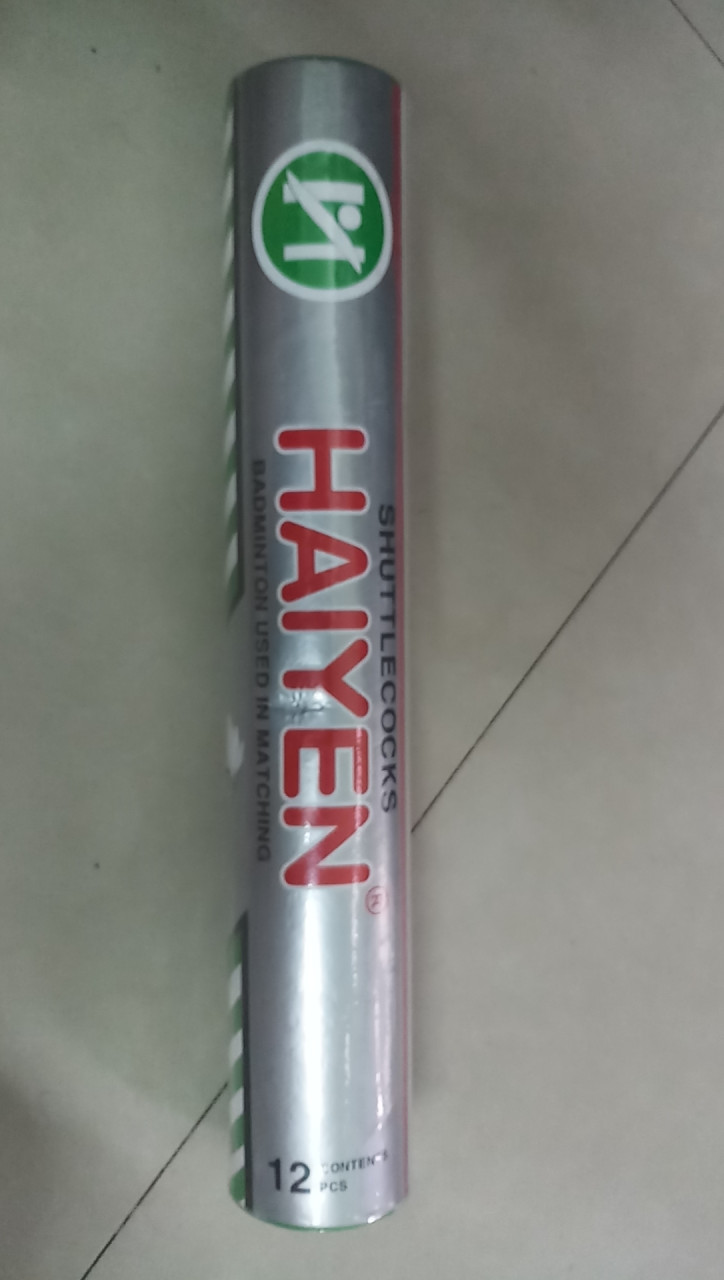 SHUTTLECOCKS
HAIYEN®
BADMINTON USED IN MATCHING
12 CONTENTS
PCS